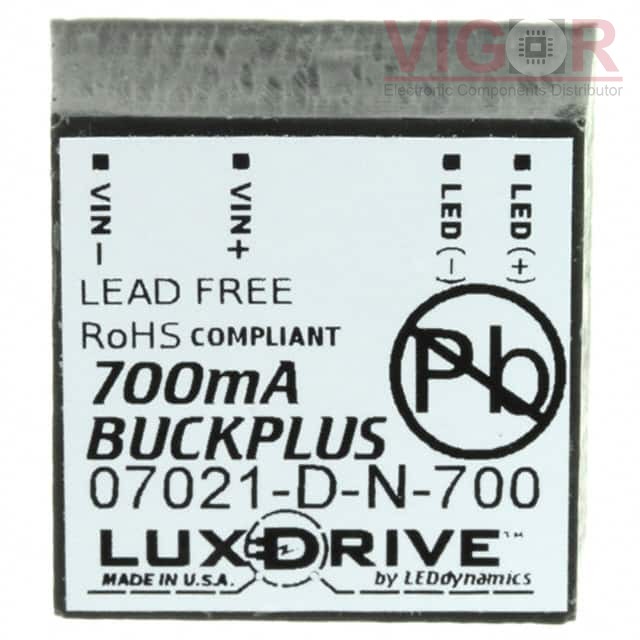 VIGOR
Electronic Components Distributor
VIN-
VIN+
LED(-)
LED(+)
LEAD FREE
RoHS COMPLIANT
Pb
700mA
BUCKPLUS
07021-D-N-700
LUXDRIVE™
MADE IN U.S.A. by LEDdynamics